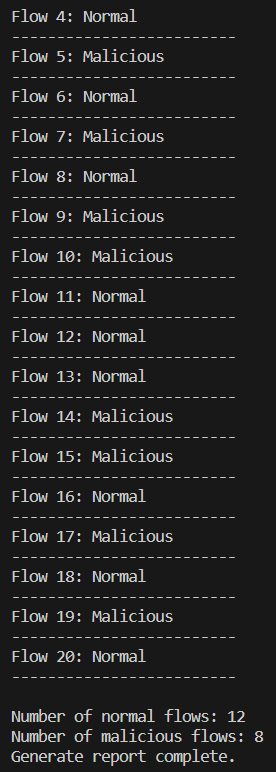 Flow 4: Normal
-------------------------
Flow 5: Malicious
-------------------------
Flow 6: Normal
-------------------------
Flow 7: Malicious
-------------------------
Flow 8: Normal
-------------------------
Flow 9: Malicious
-------------------------
Flow 10: Malicious
-------------------------
Flow 11: Normal
-------------------------
Flow 12: Normal
-------------------------
Flow 13: Normal
-------------------------
Flow 14: Malicious
-------------------------
Flow 15: Malicious
-------------------------
Flow 16: Normal
-------------------------
Flow 17: Malicious
-------------------------
Flow 18: Normal
-------------------------
Flow 19: Malicious
-------------------------
Flow 20: Normal
-------------------------
Number of normal flows: 12
Number of malicious flows: 8
Generate report complete.